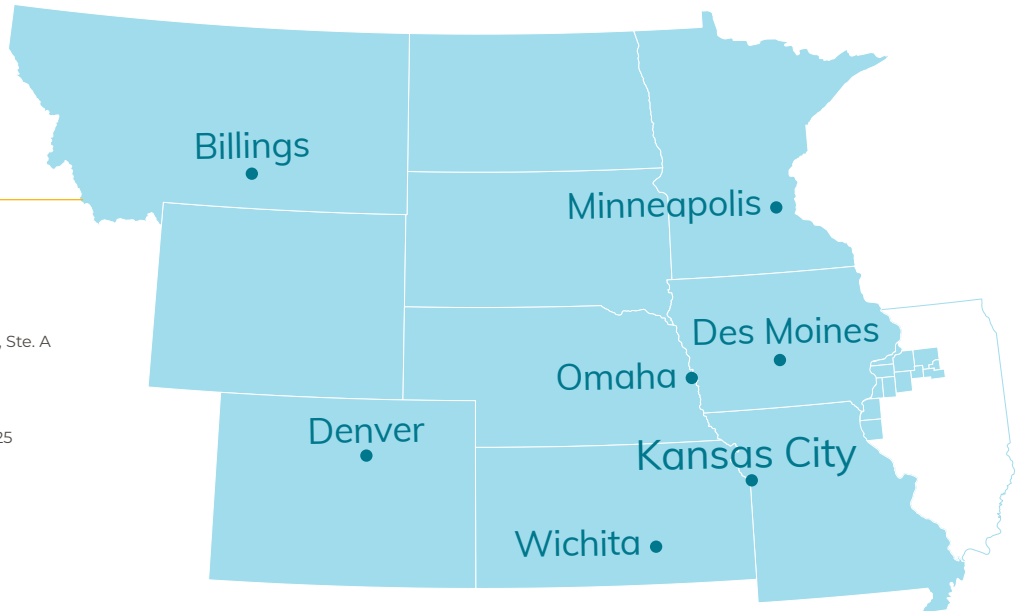 Billings
Minneapolis
, Ste. A
Des Moines
Omaha
25
Denver
Kansas City
Wichita